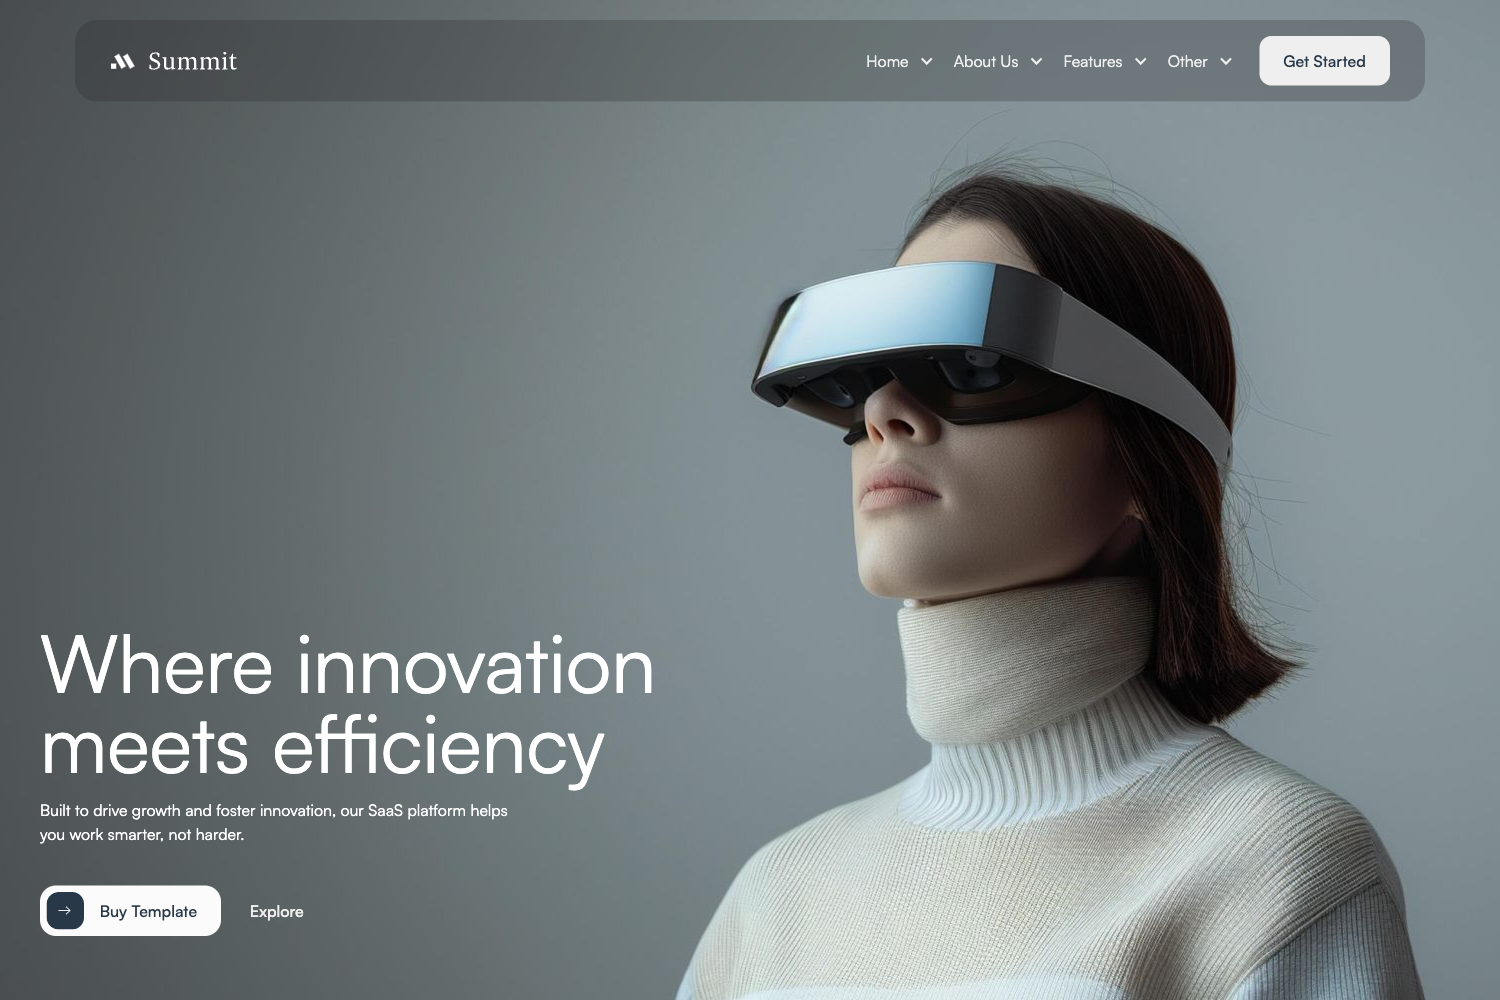 Summit
Home
About Us
Features
Other
Get Started
Where innovation
meets efficiency
Built to drive growth and foster innovation, our SaaS platform helps
you work smarter, not harder.
Buy Template
Explore